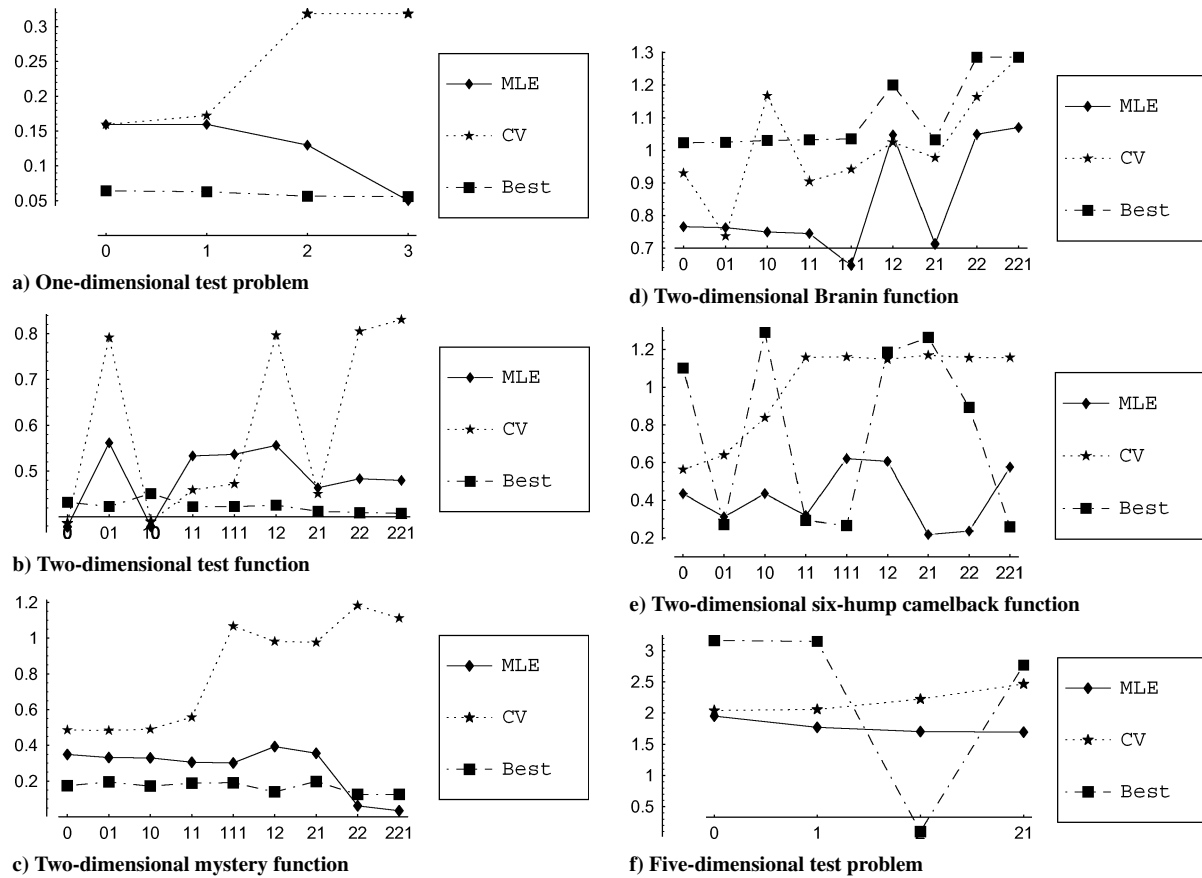 0.3
0.25
0.2
0.15
0.1
0.05
0 1 2 3
MLE
CV
Best
a) One-dimensional test problem
0.8
0.7
0.6
0.5
0 01 10 11 111 12 21 22 221
MLE
CV
Best
b) Two-dimensional test function
1.2
1
0.8
0.6
0.4
0.2
0 01 10 11 111 12 21 22 221
MLE
CV
Best
c) Two-dimensional mystery function
1.3
1.2
1.1
1
0.9
0.8
0.7
0 01 10 11 111 12 21 22 221
MLE
CV
Best
d) Two-dimensional Branin function
1.2
1
0.8
0.6
0.4
0.2
0 01 10 11 111 12 21 22 221
MLE
CV
Best
e) Two-dimensional six-hump camelback function
3
2.5
2
1.5
1
0.5
0 1 21
MLE
CV
Best
f) Five-dimensional test problem